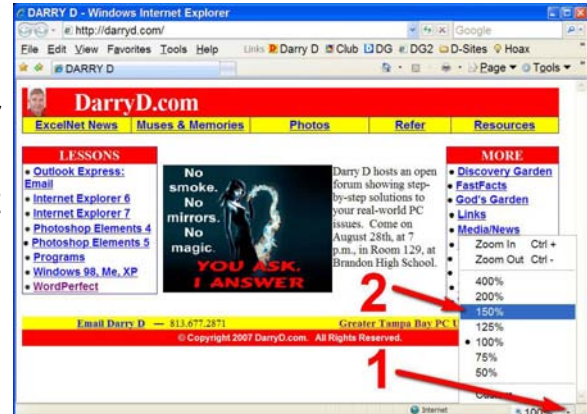 DARRY D - Windows Internet Explorer
http://darryd.com/
Google
File Edit View Favorites Tools Help Links Darry D Club DG DG2 D-Sites Hoax
DARRY D Page Tools
DarryD.com
ExcelNet News Muses & Memories Photos Refer Resources
LESSONS
• Outlook Express:
Email
• Internet Explorer 6
• Internet Explorer 7
• Photoshop Elements 4
• Photoshop Elements 5
• Programs
• Windows 98, Me, XP
• WordPerfect
No
smoke.
No
mirrors.
No
magic.
YOU ASK.
I ANSWER
Darry D hosts an open
forum showing step-
by-step solutions to
your real-world PC
issues. Come on
August 28th, at 7
p.m., in Room 129, at
Brandon High School.
MORE
• Discovery Garden
• FastFacts
• God's Garden
• Links
• Media/News
Zoom In Ctrl +
Zoom Out Ctrl -
400%
200%
150%
125%
• 100%
75%
50%
2
1
Email Darry D — 813.677.2871 Greater Tampa Bay PC U
© Copyright 2007 DarryD.com. All Rights Reserved.
Internet 100%